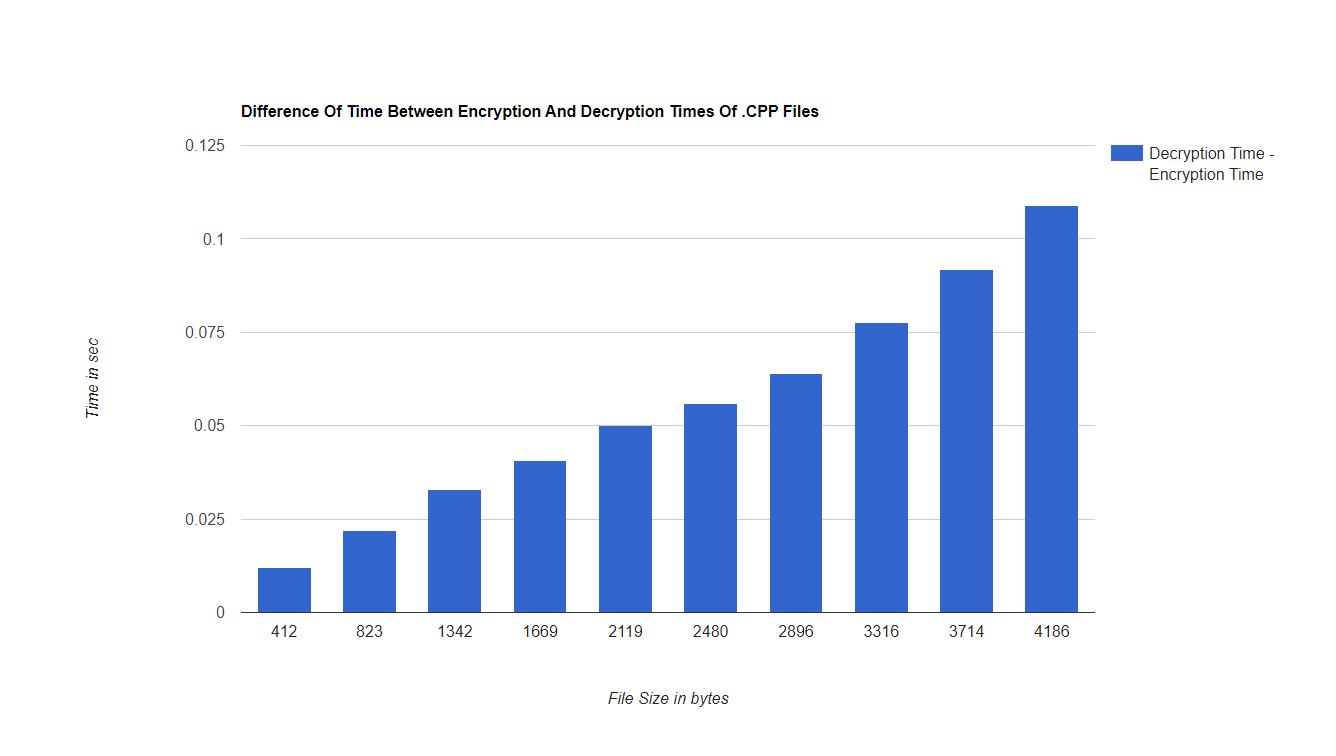 Difference Of Time Between Encryption And Decryption Times Of .CPP Files
0.125
0.1
0.075
0.05
0.025
0
Time in sec
412 823 1342 1669 2119 2480 2896 3316 3714 4186
File Size in bytes
Decryption Time -
Encryption Time